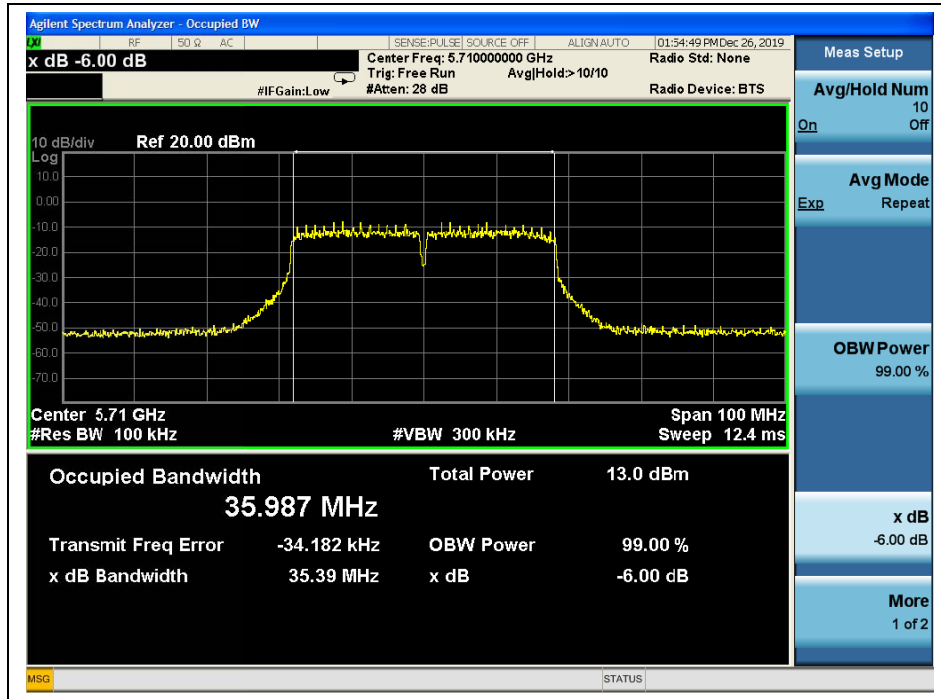 Agilent Spectrum Analyzer - Occupied BW
LXI RF 50 Ω AC SENSE:PULSE SOURCE OFF ALIGN AUTO 01:54:49 PM Dec 26, 2019
x dB -6.00 dB Center Freq: 5.710000000 GHz Radio Std: None
Trig: Free Run Avg|Hold:>10/10
#IFGain:Low #Atten: 28 dB Radio Device: BTS
10 dB/div Ref 20.00 dBm
Log
10.0
0.00
-10.0
-20.0
-30.0
-40.0
-50.0
-60.0
-70.0
Center 5.71 GHz Span 100 MHz
#Res BW 100 kHz #VBW 300 kHz Sweep 12.4 ms
Occupied Bandwidth Total Power 13.0 dBm
35.987 MHz
Transmit Freq Error -34.182 kHz OBW Power 99.00 %
x dB Bandwidth 35.39 MHz x dB -6.00 dB
Meas Setup
Avg/Hold Num
10
On Off
Avg Mode
Exp Repeat
OBW Power
99.00 %
x dB
-6.00 dB
More
1 of 2
MSG STATUS